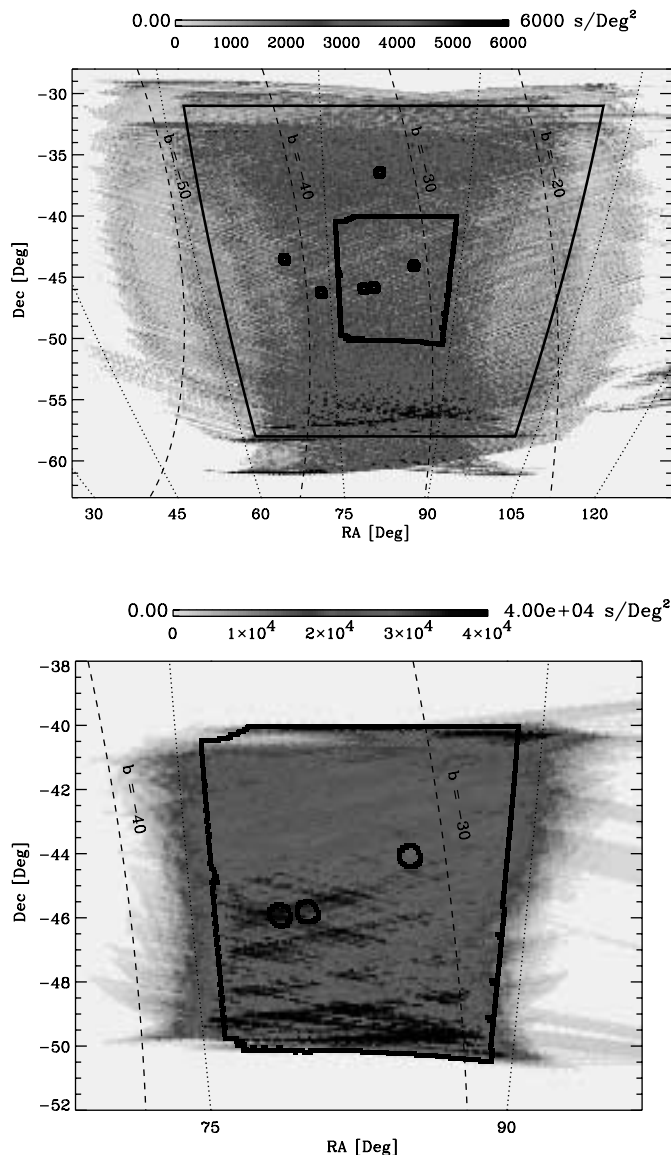 0.00 6000 s/Deg²
0 1000 2000 3000 4000 5000 6000
−30
−35
−40
−45
−50
−55
−60
Dec [Deg]
b = −50
b = −40
b = −30
b = −20
30 45 60 75 90 105 120
RA [Deg]
0.00 4.00e+04 s/Deg²
0 1×10⁴ 2×10⁴ 3×10⁴ 4×10⁴
−38
−40
−42
−44
−46
−48
−50
−52
Dec [Deg]
b = −40
b = −30
75 90
RA [Deg]